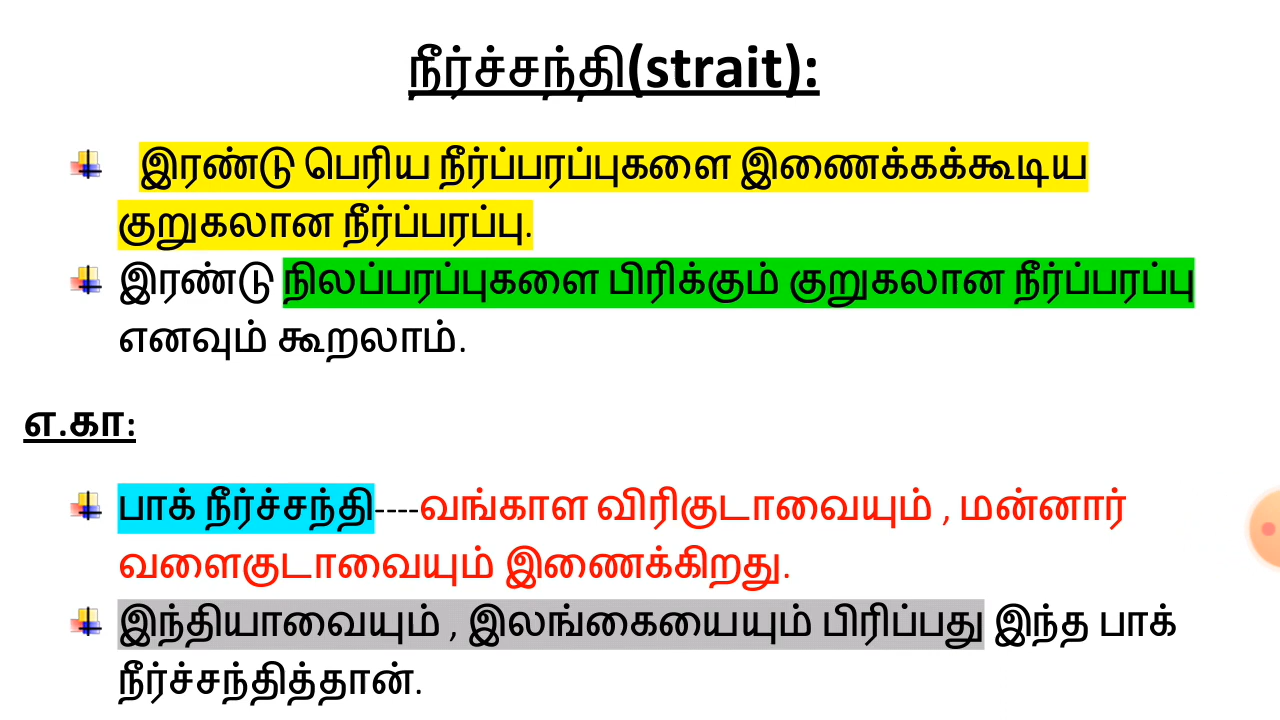 நீர்ச்சந்தி(strait):
இரண்டு பெரிய நீர்ப்பரப்புகளை இணைக்கக்கூடிய
குறுகலான நீர்ப்பரப்பு.
இரண்டு நிலப்பரப்புகளை பிரிக்கும் குறுகலான நீர்ப்பரப்பு
எனவும் கூறலாம்.
எ.கா:
பாக் நீர்ச்சந்தி----வங்காள விரிகுடாவையும் , மன்னார்
வளைகுடாவையும் இணைக்கிறது.
இந்தியாவையும் , இலங்கையையும் பிரிப்பது இந்த பாக்
நீர்ச்சந்தித்தான்.